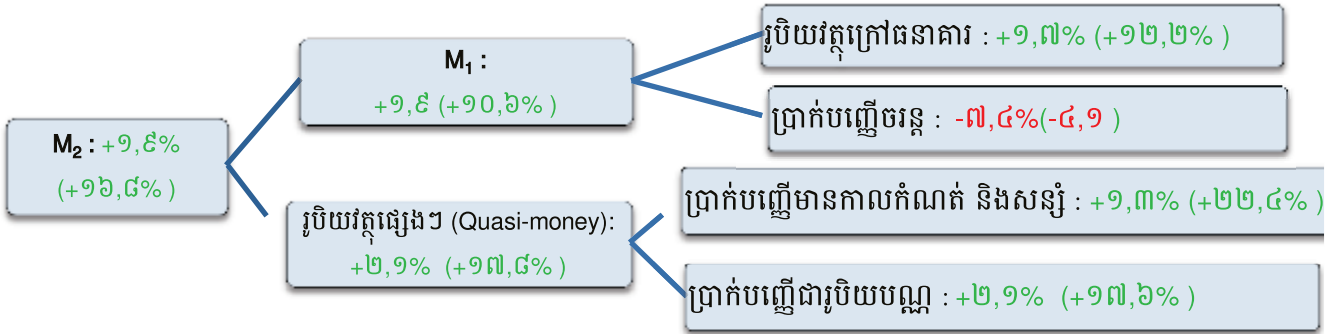 M₂ : +១,៩%
(+១៦,៨% )
M₁ :
+១,៩ (+១០,៦% )
រូបិយវត្ថុក្រៅធនាគារ : +១,៧% (+១២,២% )
ប្រាក់បញ្ញើចរន្ត : -៧,៤%(-៤,១ )
រូបិយវត្ថុផ្សេងៗ (Quasi-money):
+២,១% (+១៧,៨% )
ប្រាក់បញ្ញើមានកាលកំណត់ និងសន្សំ : +១,៣% (+២២,៤% )
ប្រាក់បញ្ញើជារូបិយបណ្ណ : +២,១% (+១៧,៦% )